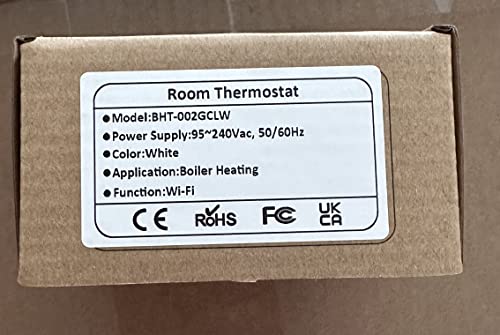 Room Thermostat
●Model:BHT-002GCLW
●Power Supply:95~240Vac, 50/60Hz
●Color:White
●Application:Boiler Heating
●Function:Wi-Fi
CE RoHS FC UK CA